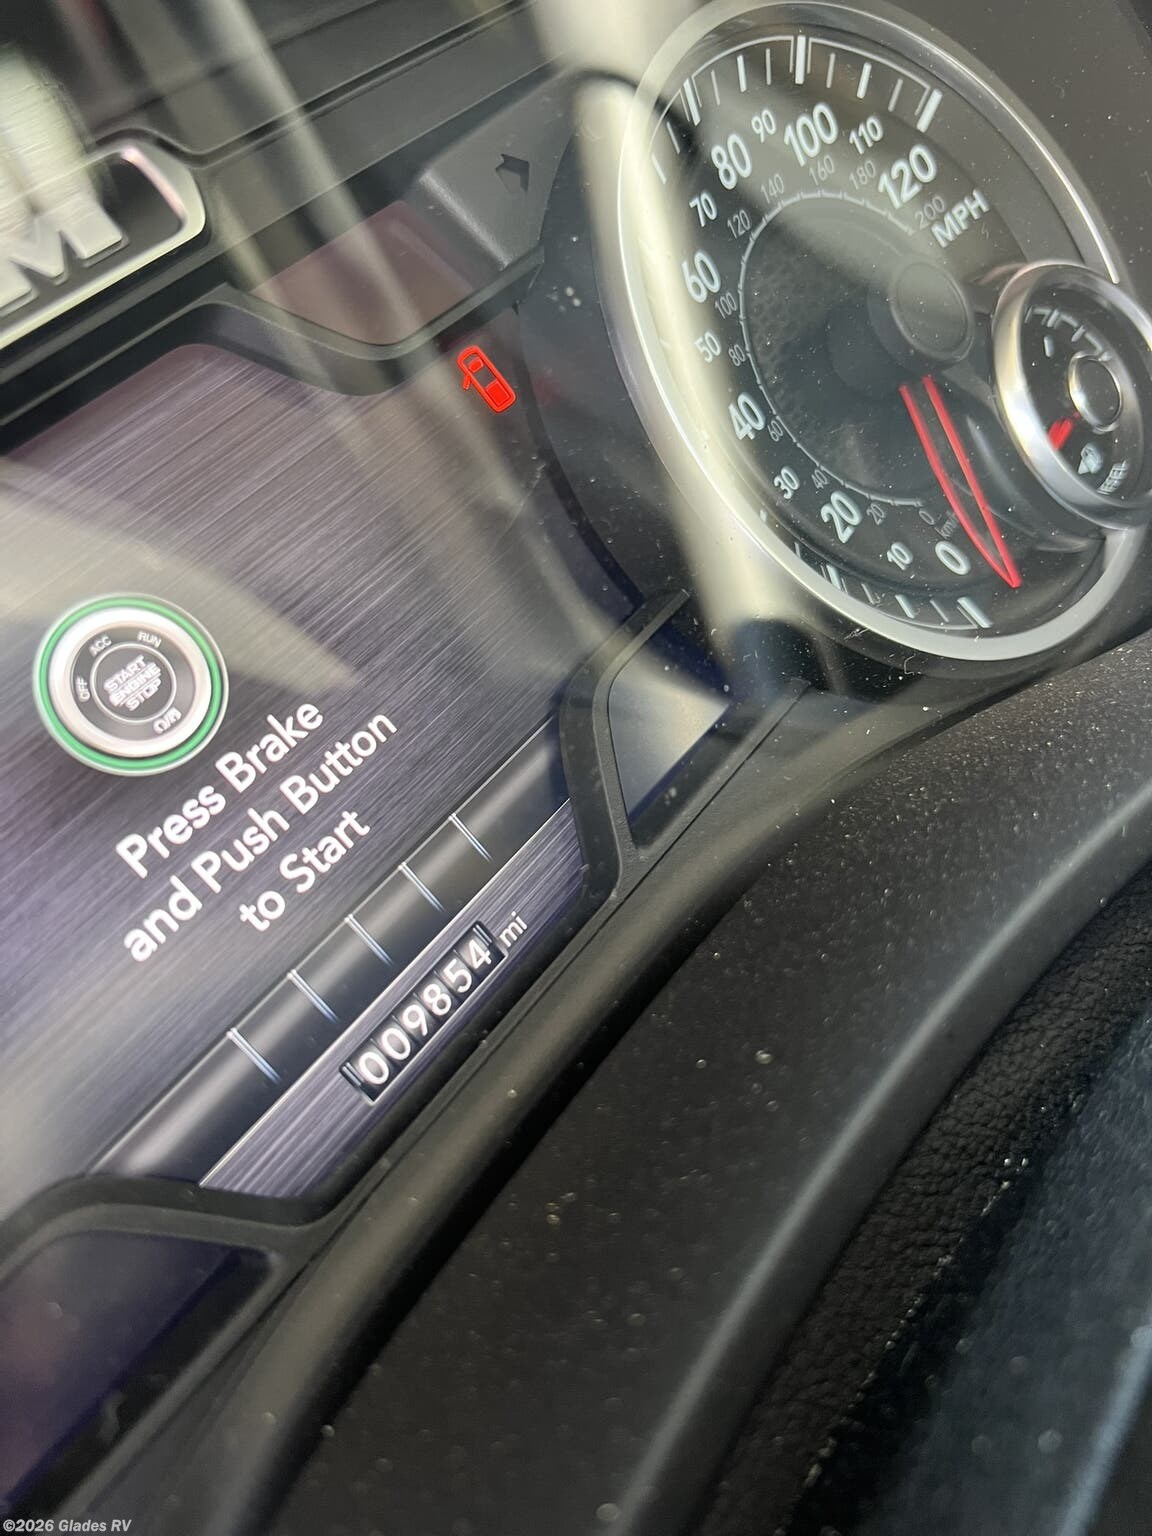 M
80
90
100
110
120
70
140
160
180
200
MPH
120
60
100
50
80
40
60
30
40
20
20
0
km/h
10
0
ACC
RUN
OFF
START
ENGINE
STOP
Press Brake
and Push Button
to Start
009854 mi
©2026 Glades RV